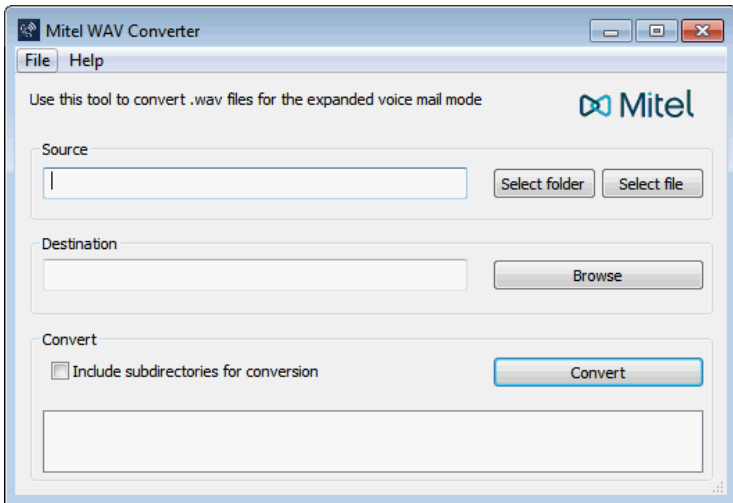 Mitel WAV Converter
File Help
Use this tool to convert .wav files for the expanded voice mail mode
Mitel
Source
Select folder Select file
Destination
Browse
Convert
Include subdirectories for conversion Convert